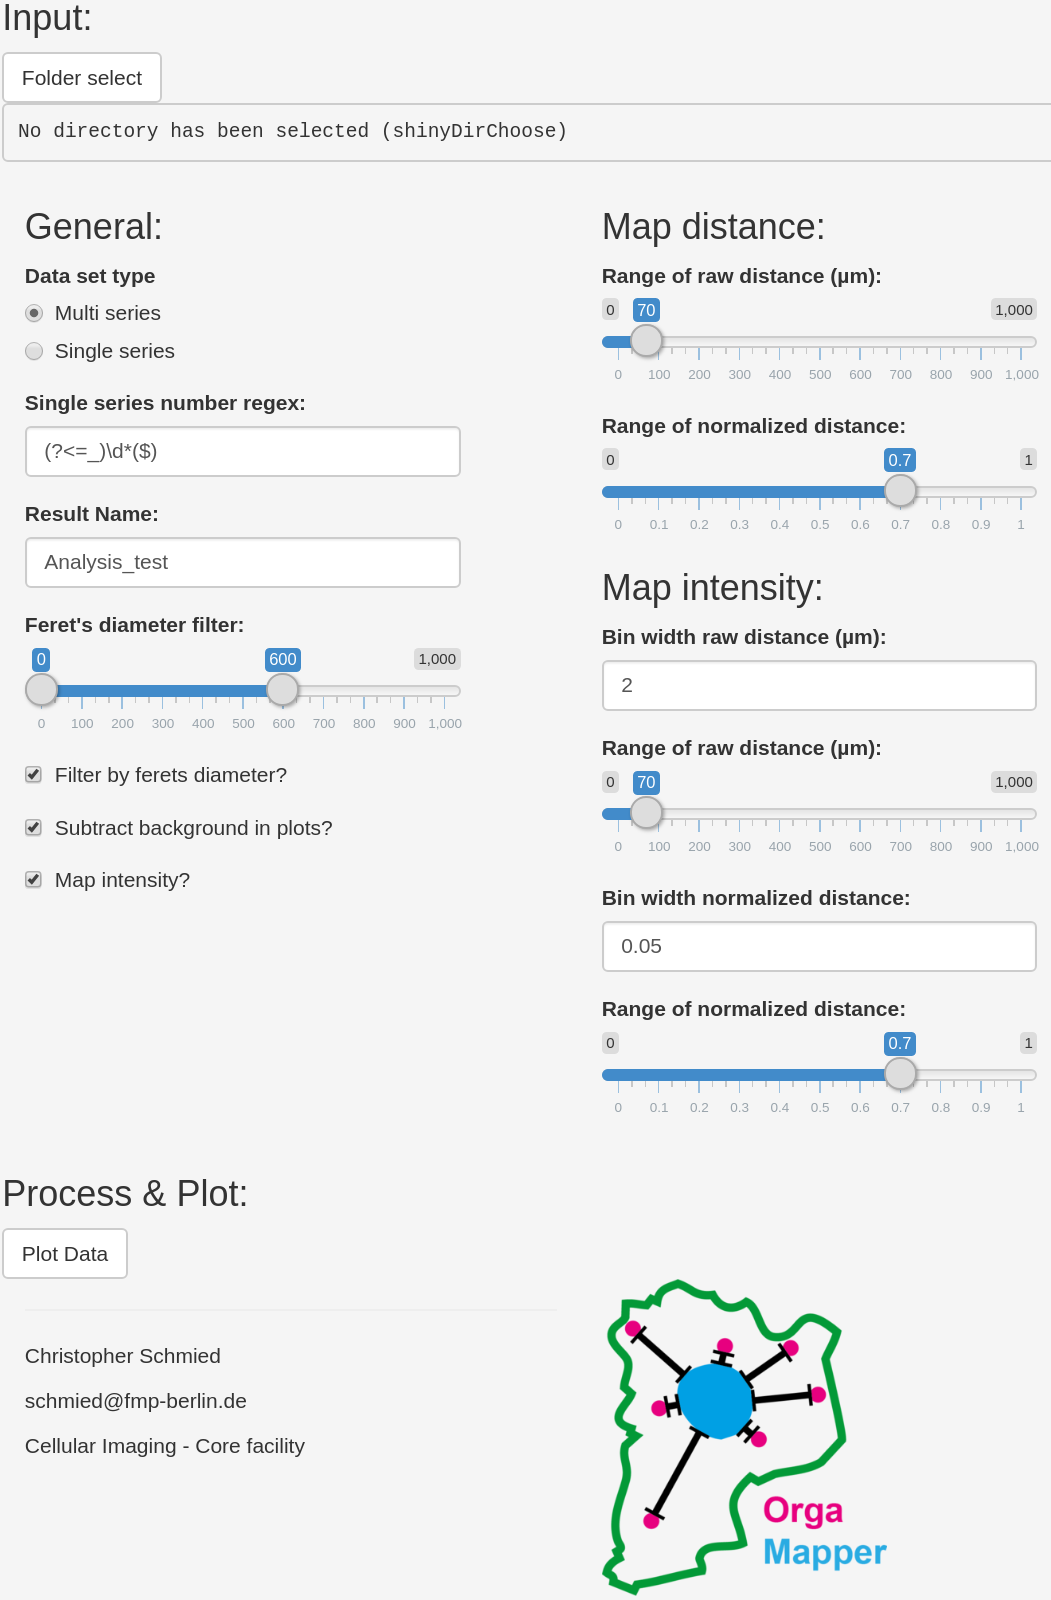 Input:
Folder select
No directory has been selected (shinyDirChoose)
General:
Data set type
Multi series
Single series
Single series number regex:
(?<=_)\d*($)
Result Name:
Analysis_test
Feret's diameter filter:
0 600 1,000
0 100 200 300 400 500 600 700 800 900 1,000
Filter by ferets diameter?
Subtract background in plots?
Map intensity?
Map distance:
Range of raw distance (µm):
0 70 1,000
0 100 200 300 400 500 600 700 800 900 1,000
Range of normalized distance:
0 0.7 1
0 0.1 0.2 0.3 0.4 0.5 0.6 0.7 0.8 0.9 1
Map intensity:
Bin width raw distance (µm):
2
Range of raw distance (µm):
0 70 1,000
0 100 200 300 400 500 600 700 800 900 1,000
Bin width normalized distance:
0.05
Range of normalized distance:
0 0.7 1
0 0.1 0.2 0.3 0.4 0.5 0.6 0.7 0.8 0.9 1
Process & Plot:
Plot Data
Christopher Schmied
schmied@fmp-berlin.de
Cellular Imaging - Core facility
Orga
Mapper